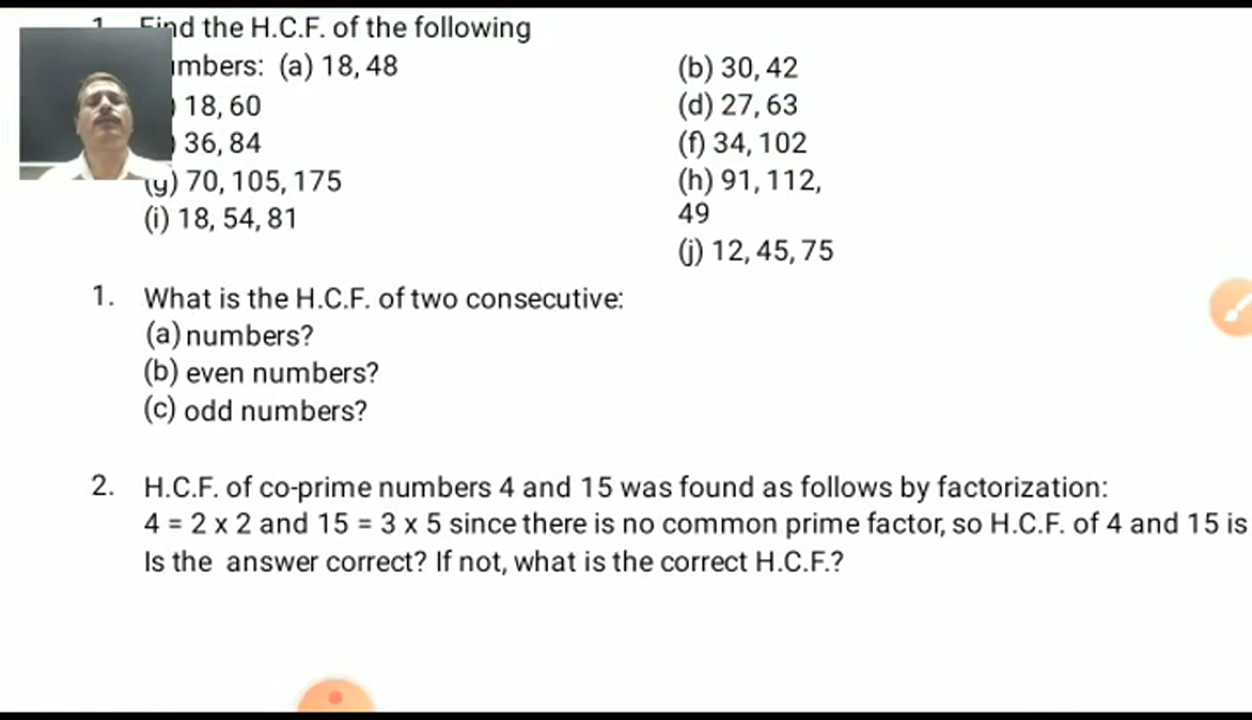 1. Find the H.C.F. of the following
mbers: (a) 18, 48
(b) 30, 42
18, 60
(d) 27, 63
36, 84
(f) 34, 102
(g) 70, 105, 175
(h) 91, 112,
49
(i) 18, 54, 81
(j) 12, 45, 75
1. What is the H.C.F. of two consecutive:
(a) numbers?
(b) even numbers?
(c) odd numbers?
2. H.C.F. of co-prime numbers 4 and 15 was found as follows by factorization:
4 = 2 x 2 and 15 = 3 x 5 since there is no common prime factor, so H.C.F. of 4 and 15 is
Is the answer correct? If not, what is the correct H.C.F.?